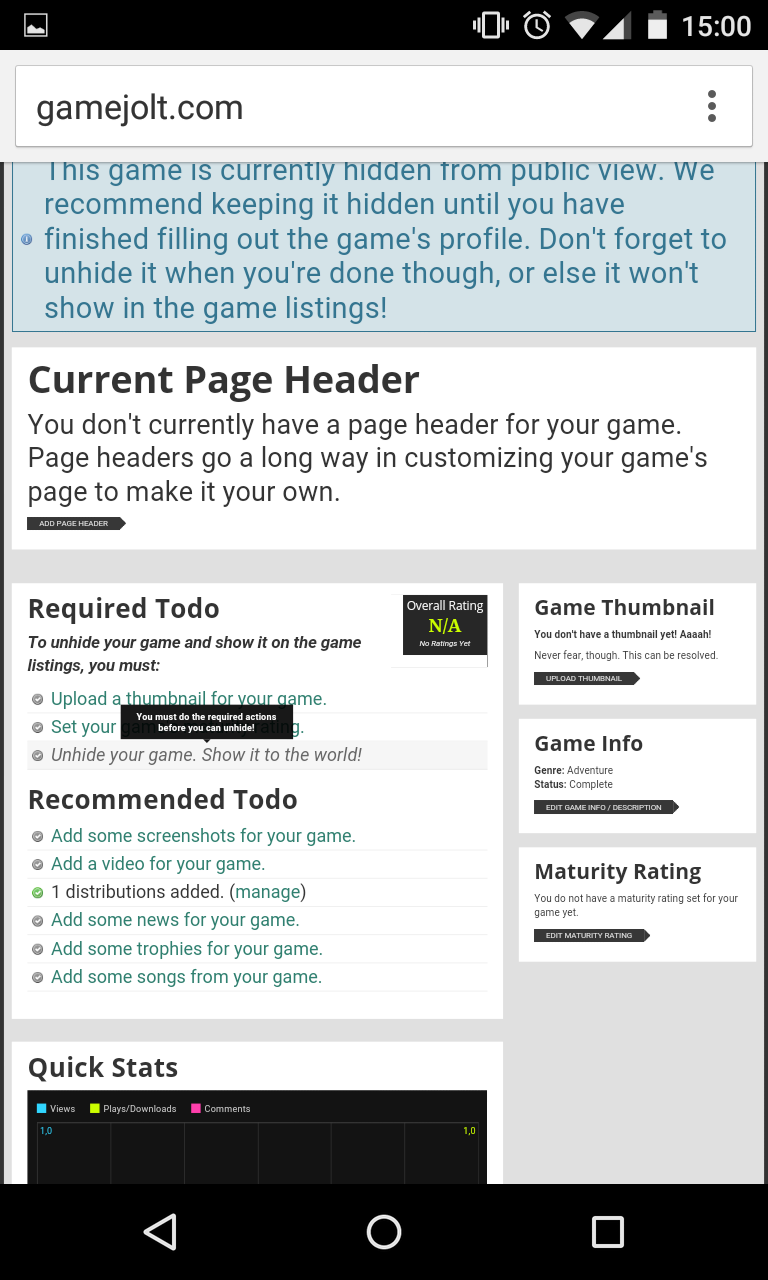 15:00
gamejolt.com
This game is currently hidden from public view. We
recommend keeping it hidden until you have
finished filling out the game's profile. Don't forget to
unhide it when you're done though, or else it won't
show in the game listings!
Current Page Header
You don't currently have a page header for your game.
Page headers go a long way in customizing your game's
page to make it your own.
ADD PAGE HEADER
Required Todo
To unhide your game and show it on the game
listings, you must:
Overall Rating
N/A
No Ratings Yet
Upload a thumbnail for your game.
Set your
You must do the required actions
before you can unhide!
Unhide your game. Show it to the world!
Recommended Todo
Add some screenshots for your game.
Add a video for your game.
1 distributions added. (manage)
Add some news for your game.
Add some trophies for your game.
Add some songs from your game.
Game Thumbnail
You don't have a thumbnail yet! Aaaah!
Never fear, though. This can be resolved.
UPLOAD THUMBNAIL
Game Info
Genre: Adventure
Status: Complete
EDIT GAME INFO / DESCRIPTION
Maturity Rating
You do not have a maturity rating set for your
game yet.
EDIT MATURITY RATING
Quick Stats
Views Plays/Downloads Comments
1,0 1,0